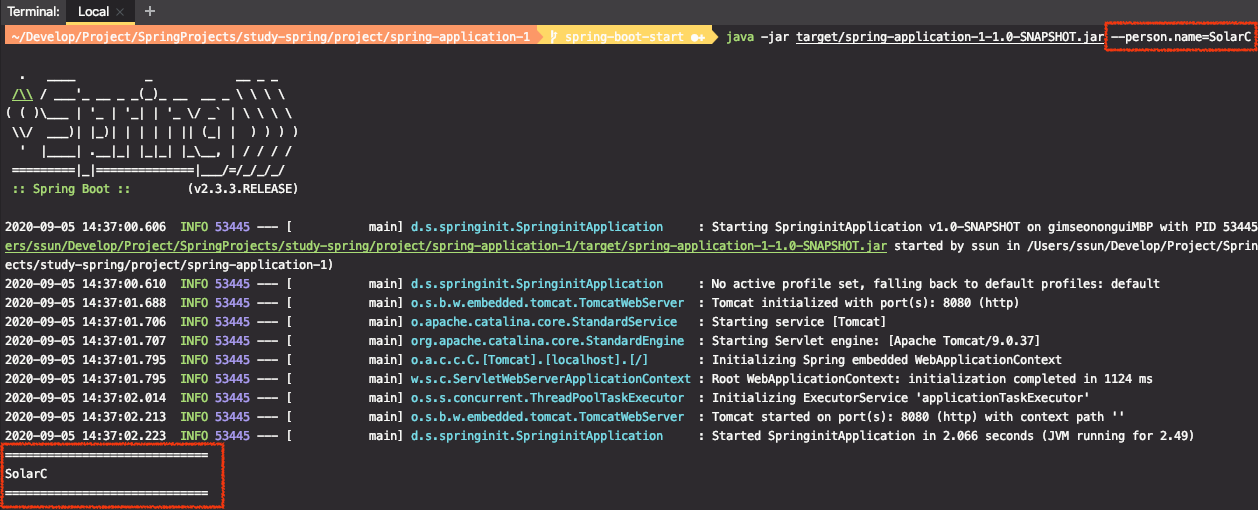 Terminal: Local × +
~/Develop/Project/SpringProjects/study-spring/project/spring-application-1 spring-boot-start ●+ java -jar target/spring-application-1-1.0-SNAPSHOT.jar --person.name=SolarC
  .   ____          _            __ _ _
 /\\ / ___'_ __ _ _(_)_ __  __ _ \ \ \ \
( ( )\___ | '_ | '_| | '_ \/ _` | \ \ \ \
 \\/  ___)| |_)| | | | | || (_| |  ) ) ) )
  '  |____| .__|_| |_|_| |_\__, | / / / /
 =========|_|==============|___/=/_/_/_/
 :: Spring Boot ::        (v2.3.3.RELEASE)
2020-09-05 14:37:00.606  INFO 53445 --- [           main] d.s.springinit.SpringinitApplication     : Starting SpringinitApplication v1.0-SNAPSHOT on gimseononguiMBP with PID 53445
ers/ssun/Develop/Project/SpringProjects/study-spring/project/spring-application-1/target/spring-application-1-1.0-SNAPSHOT.jar started by ssun in /Users/ssun/Develop/Project/Sprin
ects/study-spring/project/spring-application-1)
2020-09-05 14:37:00.610  INFO 53445 --- [           main] d.s.springinit.SpringinitApplication     : No active profile set, falling back to default profiles: default
2020-09-05 14:37:01.688  INFO 53445 --- [           main] o.s.b.w.embedded.tomcat.TomcatWebServer  : Tomcat initialized with port(s): 8080 (http)
2020-09-05 14:37:01.706  INFO 53445 --- [           main] o.apache.catalina.core.StandardService   : Starting service [Tomcat]
2020-09-05 14:37:01.707  INFO 53445 --- [           main] org.apache.catalina.core.StandardEngine  : Starting Servlet engine: [Apache Tomcat/9.0.37]
2020-09-05 14:37:01.795  INFO 53445 --- [           main] o.a.c.c.C.[Tomcat].[localhost].[/]       : Initializing Spring embedded WebApplicationContext
2020-09-05 14:37:01.795  INFO 53445 --- [           main] w.s.c.ServletWebServerApplicationContext : Root WebApplicationContext: initialization completed in 1124 ms
2020-09-05 14:37:02.014  INFO 53445 --- [           main] o.s.s.concurrent.ThreadPoolTaskExecutor  : Initializing ExecutorService 'applicationTaskExecutor'
2020-09-05 14:37:02.213  INFO 53445 --- [           main] o.s.b.w.embedded.tomcat.TomcatWebServer  : Tomcat started on port(s): 8080 (http) with context path ''
2020-09-05 14:37:02.223  INFO 53445 --- [           main] d.s.springinit.SpringinitApplication     : Started SpringinitApplication in 2.066 seconds (JVM running for 2.49)
=============================
SolarC
=============================